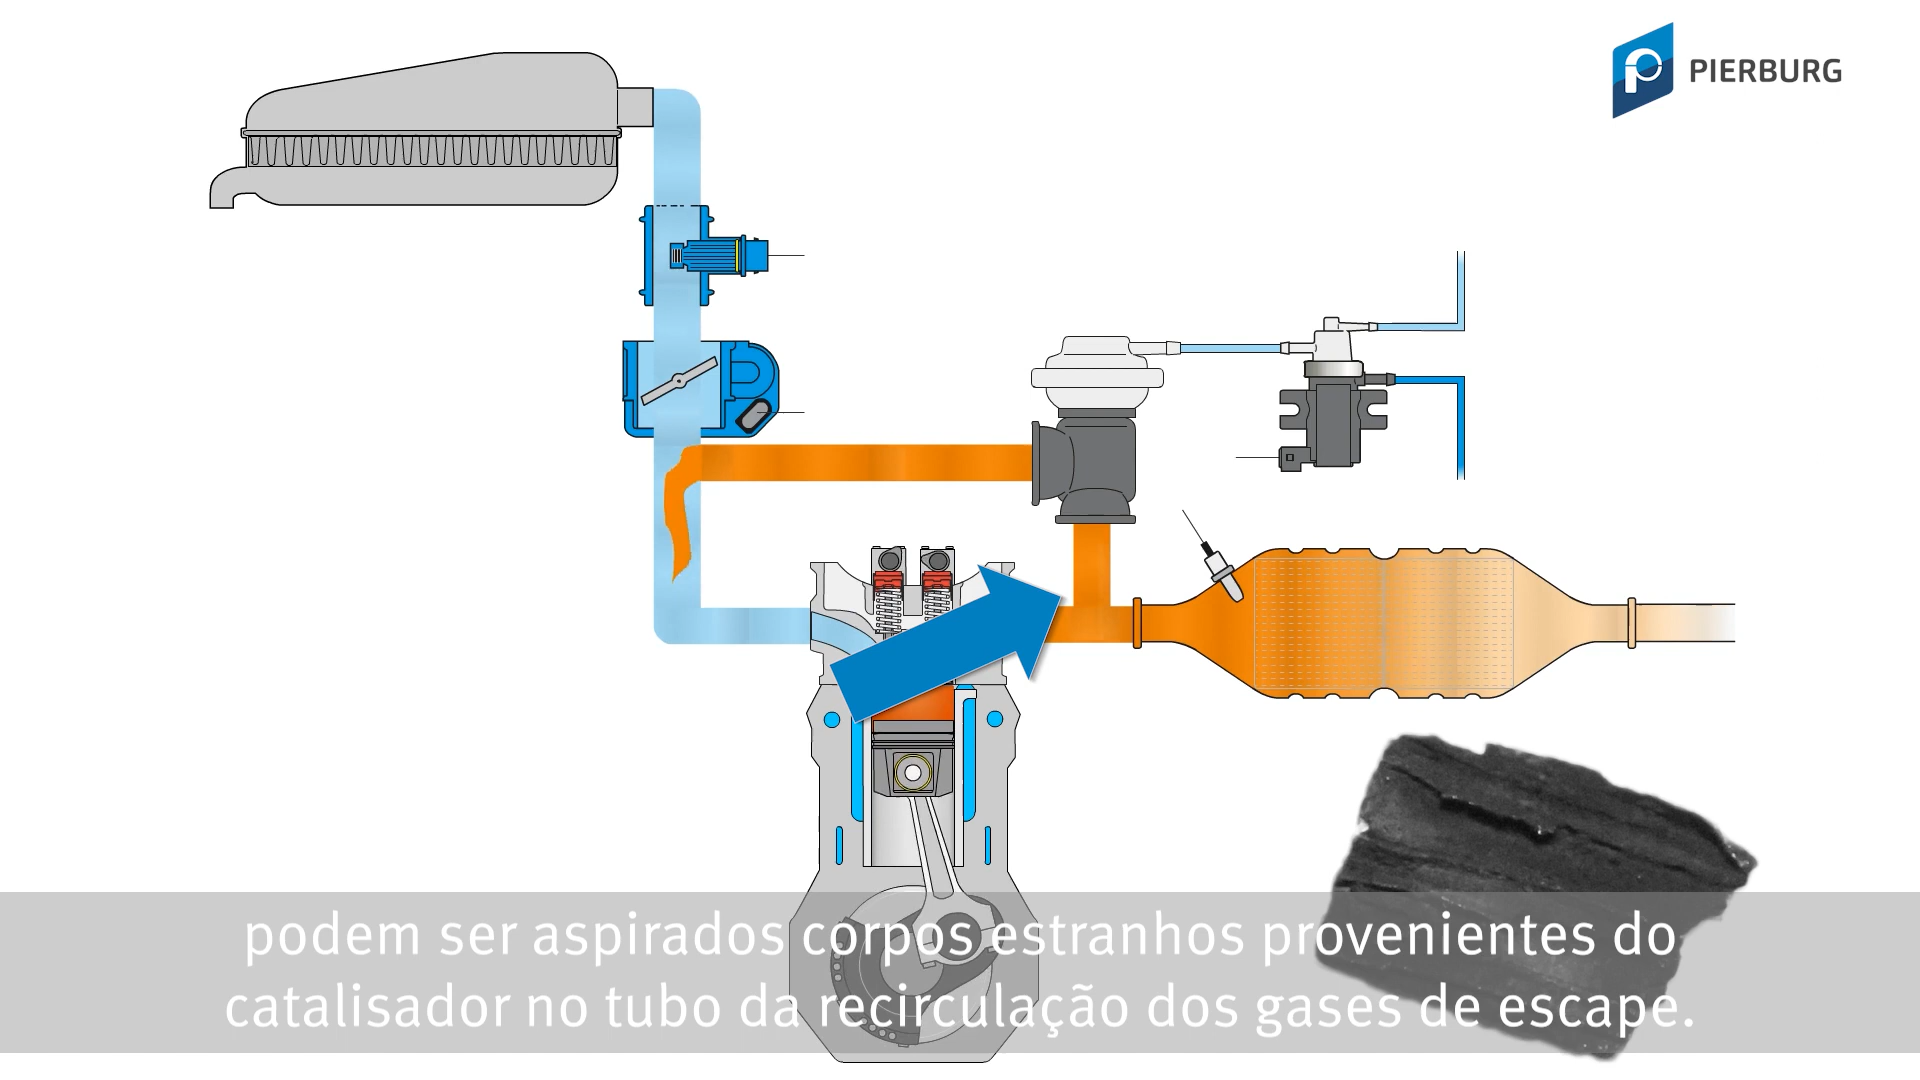 PIERBURG
podem ser aspirados corpos estranhos provenientes do
catalisador no tubo da recirculação dos gases de escape.